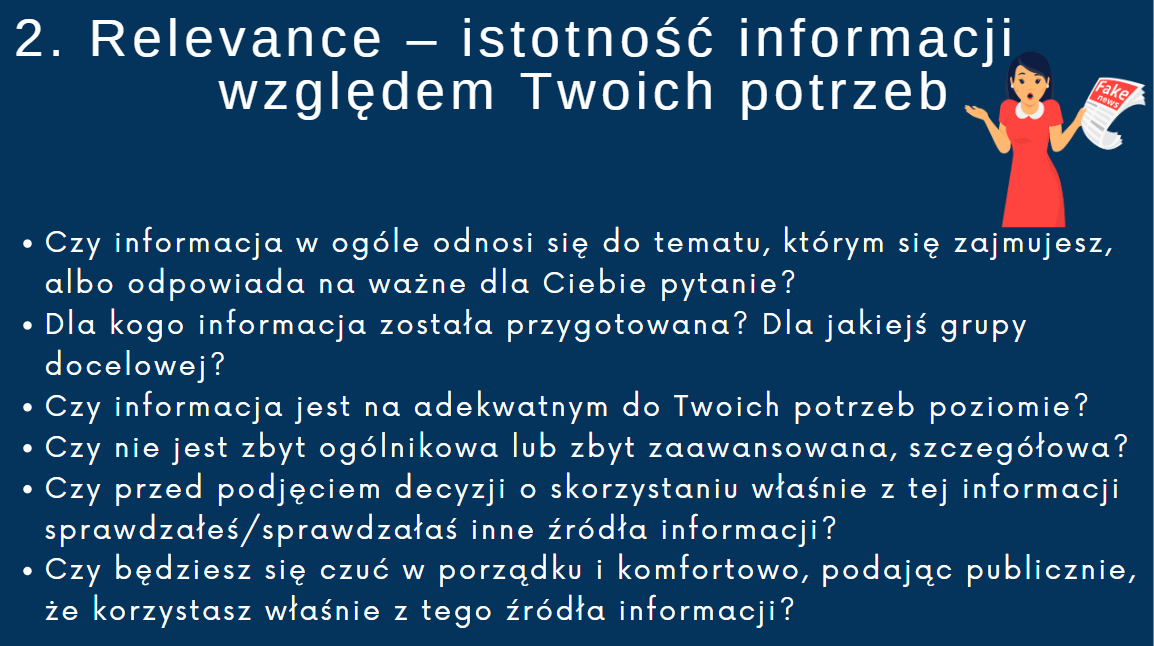 2. Relevance – istotność informacji
względem Twoich potrzeb
Fake
news
• Czy informacja w ogóle odnosi się do tematu, którym się zajmujesz,
albo odpowiada na ważne dla Ciebie pytanie?
• Dla kogo informacja została przygotowana? Dla jakiejś grupy
docelowej?
• Czy informacja jest na adekwatnym do Twoich potrzeb poziomie?
• Czy nie jest zbyt ogólnikowa lub zbyt zaawansowana, szczegółowa?
• Czy przed podjęciem decyzji o skorzystaniu właśnie z tej informacji
sprawdzałeś/sprawdzałaś inne źródła informacji?
• Czy będziesz się czuć w porządku i komfortowo, podając publicznie,
że korzystasz właśnie z tego źródła informacji?